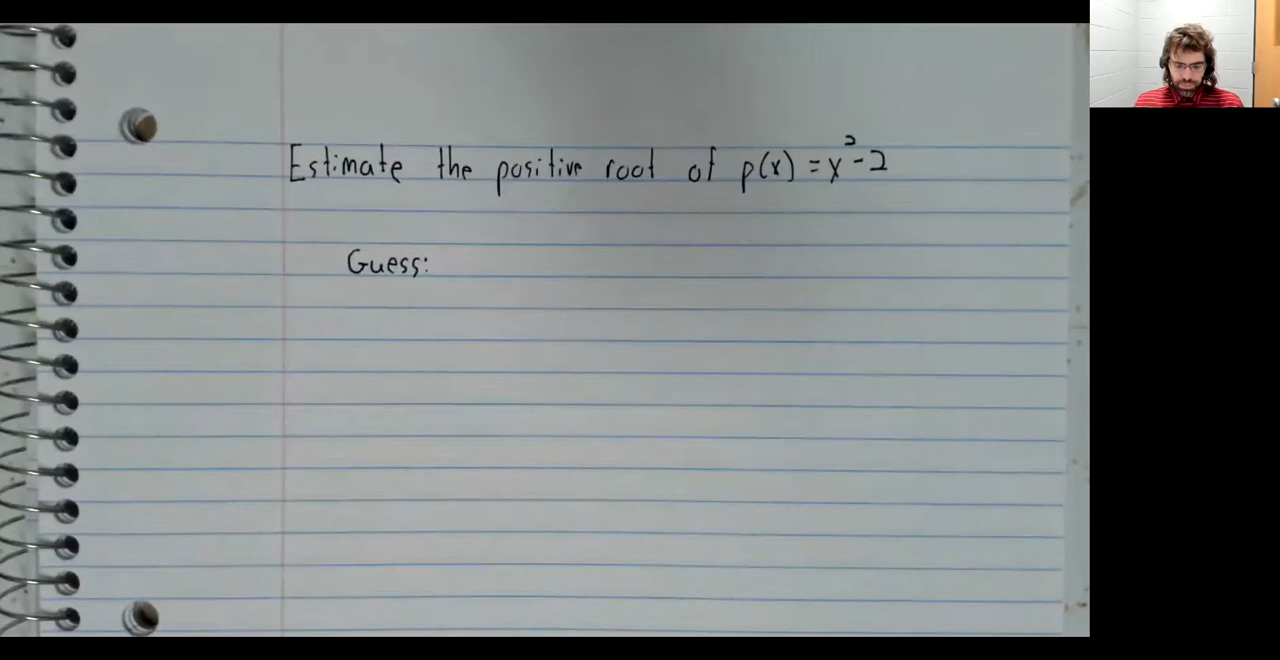 Estimate the positive root of p(x) = x² - 2
Guess: